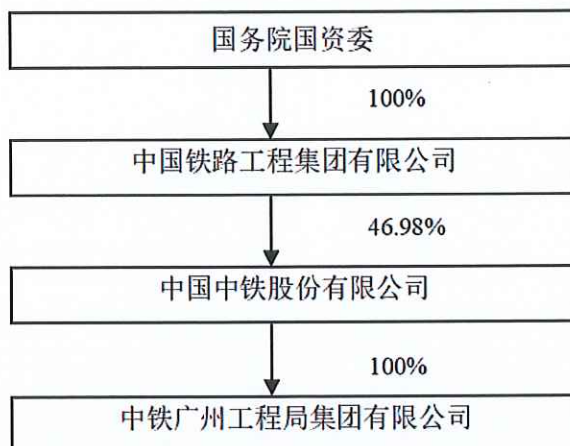 国务院国资委
100%
中国铁路工程集团有限公司
46.98%
中国中铁股份有限公司
100%
中铁广州工程局集团有限公司